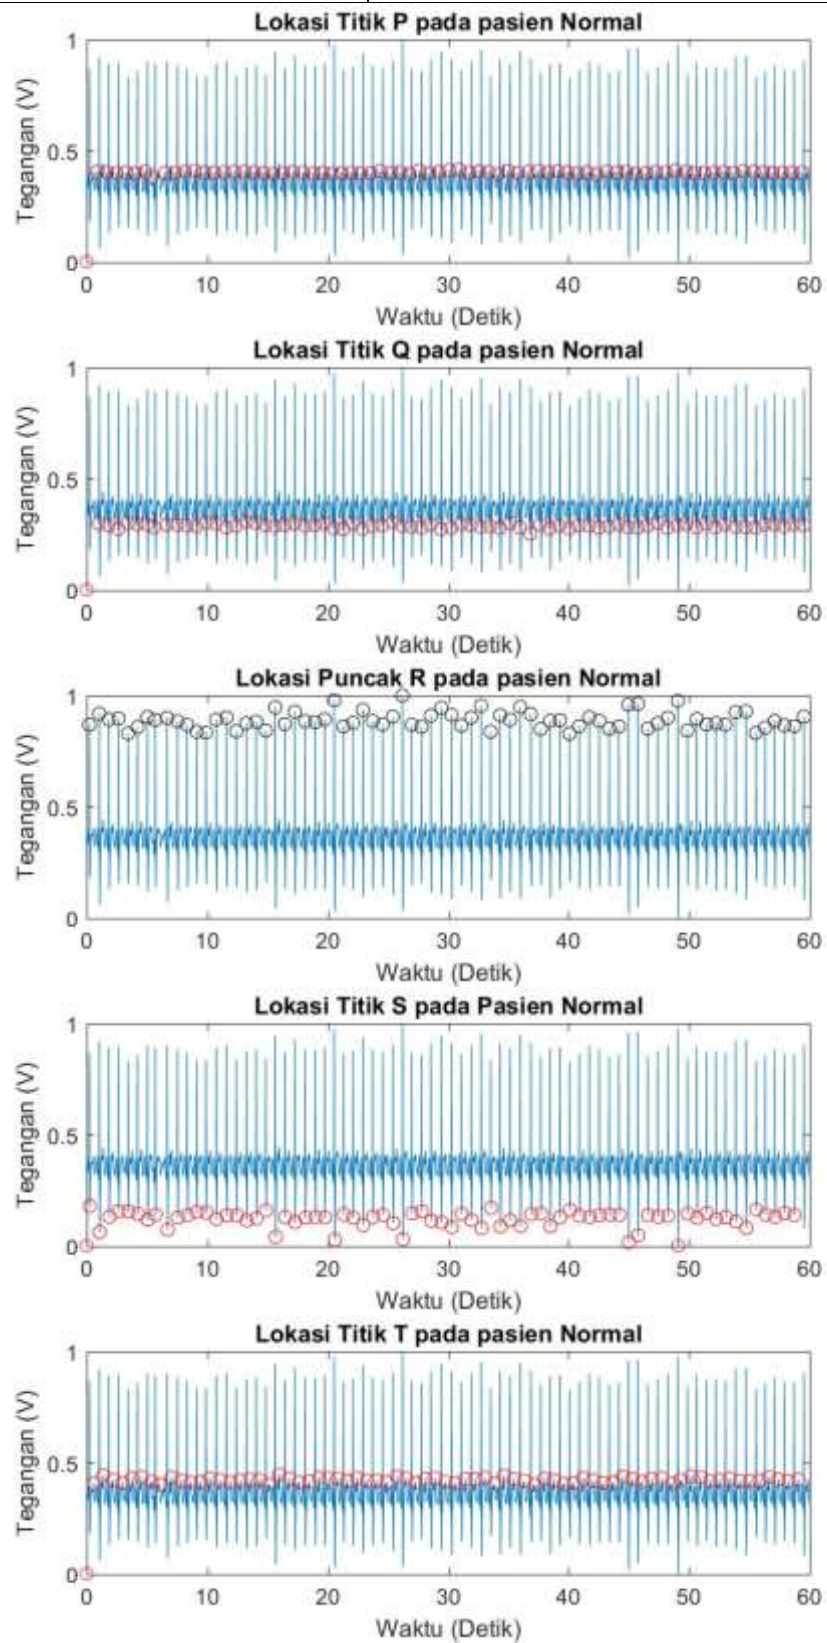 Lokasi Titik P pada pasien Normal
1
0.5
0
Tegangan (V)
0 10 20 30 40 50 60
Waktu (Detik)
Lokasi Titik Q pada pasien Normal
1
0.5
0
Tegangan (V)
0 10 20 30 40 50 60
Waktu (Detik)
Lokasi Puncak R pada pasien Normal
1
0.5
0
Tegangan (V)
0 10 20 30 40 50 60
Waktu (Detik)
Lokasi Titik S pada Pasien Normal
1
0.5
0
Tegangan (V)
0 10 20 30 40 50 60
Waktu (Detik)
Lokasi Titik T pada pasien Normal
1
0.5
0
Tegangan (V)
0 10 20 30 40 50 60
Waktu (Detik)